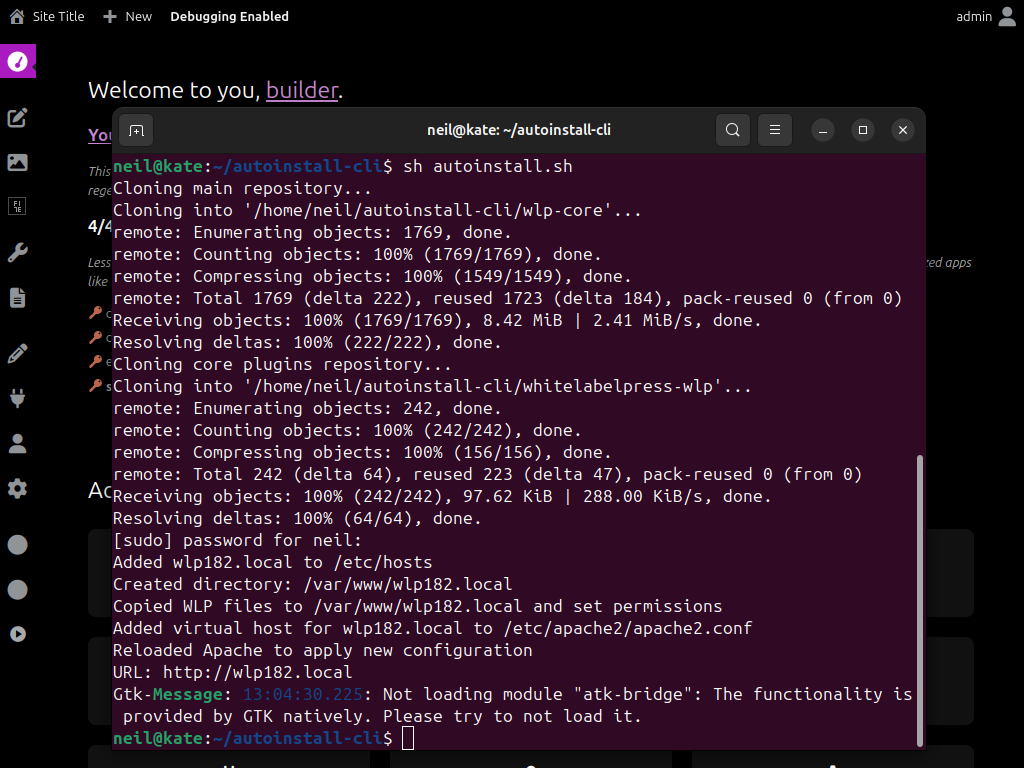 Site Title New Debugging Enabled admin
Welcome to you, builder.
neil@kate: ~/autoinstall-cli
neil@kate:~/autoinstall-cli$ sh autoinstall.sh
Cloning main repository...
Cloning into '/home/neil/autoinstall-cli/wlp-core'...
remote: Enumerating objects: 1769, done.
remote: Counting objects: 100% (1769/1769), done.
remote: Compressing objects: 100% (1549/1549), done.
remote: Total 1769 (delta 222), reused 1723 (delta 184), pack-reused 0 (from 0)
Receiving objects: 100% (1769/1769), 8.42 MiB | 2.41 MiB/s, done.
Resolving deltas: 100% (222/222), done.
Cloning core plugins repository...
Cloning into '/home/neil/autoinstall-cli/whitelabelpress-wlp'...
remote: Enumerating objects: 242, done.
remote: Counting objects: 100% (242/242), done.
remote: Compressing objects: 100% (156/156), done.
remote: Total 242 (delta 64), reused 223 (delta 47), pack-reused 0 (from 0)
Receiving objects: 100% (242/242), 97.62 KiB | 288.00 KiB/s, done.
Resolving deltas: 100% (64/64), done.
[sudo] password for neil:
Added wlp182.local to /etc/hosts
Created directory: /var/www/wlp182.local
Copied WLP files to /var/www/wlp182.local and set permissions
Added virtual host for wlp182.local to /etc/apache2/apache2.conf
Reloaded Apache to apply new configuration
URL: http://wlp182.local
Gtk-Message: 13:04:30.225: Not loading module "atk-bridge": The functionality is
provided by GTK natively. Please try to not load it.
neil@kate:~/autoinstall-cli$
This
4/4
Less
apps
like